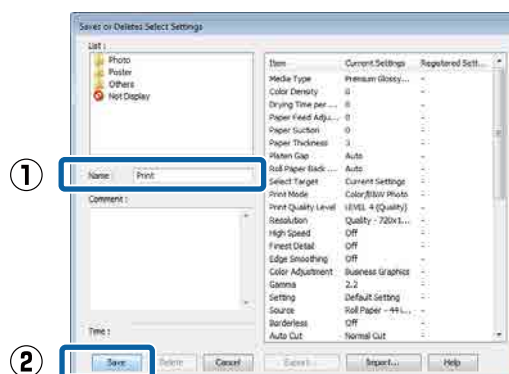 Saves or Deletes Select Settings
List :
Photo
Poster
Others
Not Display
① Name : Print
Comment :
Time :
Item Current Settings Registered Sett...
Media Type Premium Glossy... -
Color Density 0 -
Drying Time per ... 0 -
Paper Feed Adju... 0 -
Paper Suction 0 -
Paper Thickness 3 -
Platen Gap Auto -
Roll Paper Back ... Auto -
Select Target Current Settings -
Print Mode Color/B&W Photo -
Print Quality Level LEVEL 4 (Quality) -
Resolution Quality - 720x1... -
High Speed Off -
Finest Detail Off -
Edge Smoothing Off -
Color Adjustment Business Graphics -
Gamma 2.2 -
Setting Default Setting -
Source Roll Paper - 44 i... -
Borderless Off -
Auto Cut Normal Cut -
② Save Delete Cancel Export... Import... Help